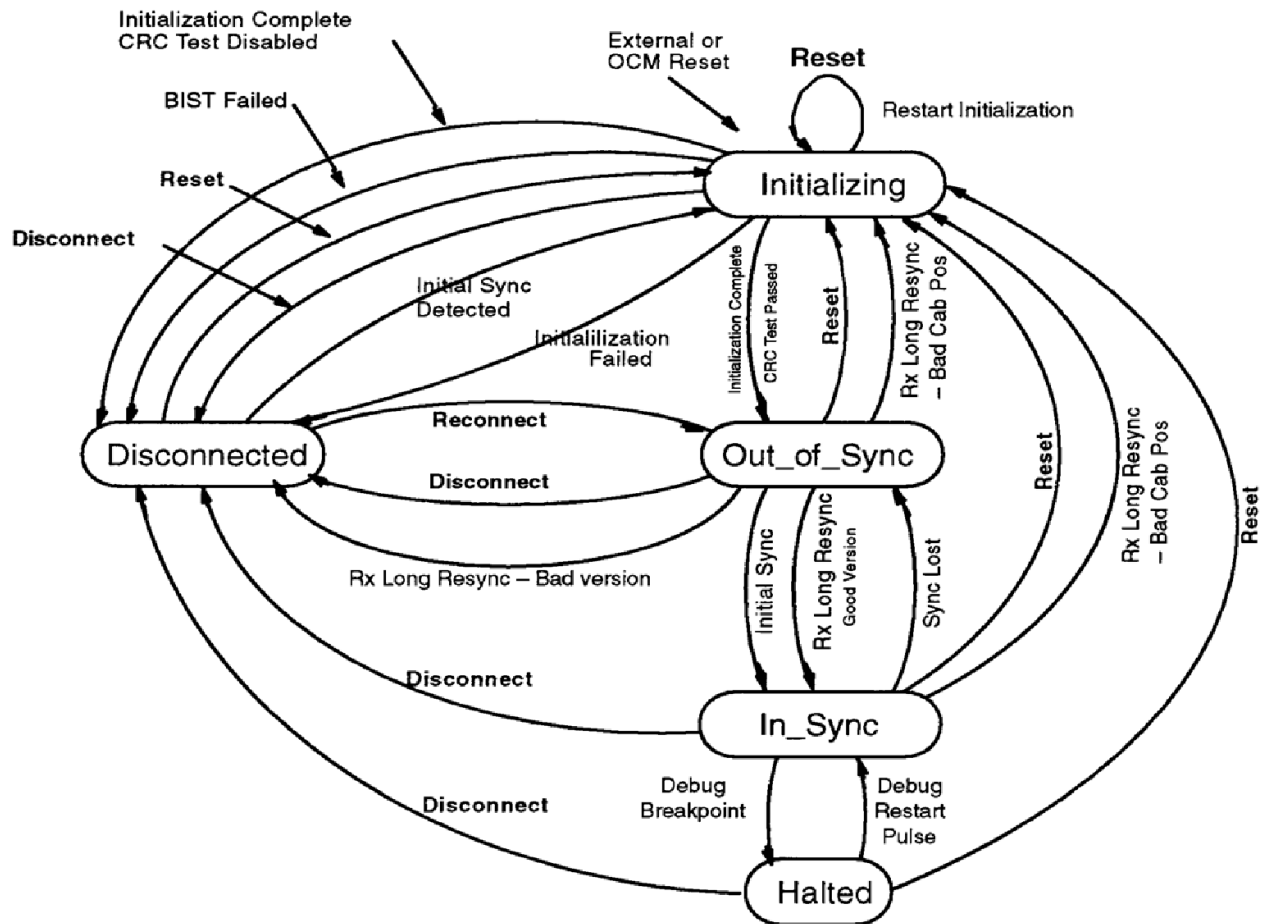 Initialization Complete
CRC Test Disabled
External or
OCM Reset
Reset
BIST Failed
Restart Initialization
Reset
Initializing
Disconnect
Initial Sync
Detected
Initialilization
Failed
Initialization Complete
CRC Test Passed
Reset
Rx Long Resync
– Bad Cab Pos
Reconnect
Disconnected
Out_of_Sync
Disconnect
Rx Long Resync – Bad version
Initial Sync
Rx Long Resync
Good Version
Sync Lost
Reset
Rx Long Resync
– Bad Cab Pos
Reset
Disconnect
In_Sync
Debug
Breakpoint
Debug
Restart
Pulse
Disconnect
Halted